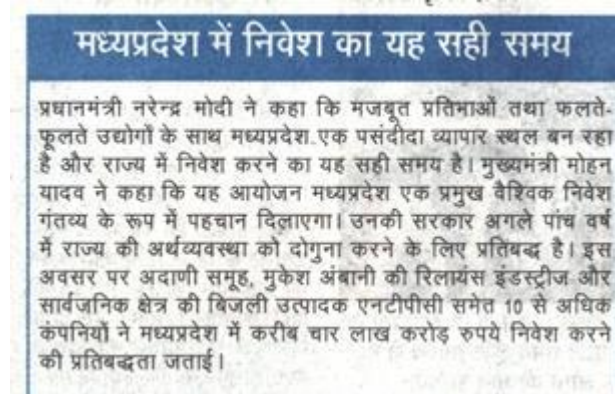 मध्यप्रदेश में निवेश का यह सही समय
प्रधानमंत्री नरेन्द्र मोदी ने कहा कि मजबूत प्रतिभाओं तथा फलते-
फूलते उद्योगों के साथ मध्यप्रदेश एक पसंदीदा व्यापार स्थल बन रहा
है और राज्य में निवेश करने का यह सही समय है। मुख्यमंत्री मोहन
यादव ने कहा कि यह आयोजन मध्यप्रदेश एक प्रमुख वैश्विक निवेश
गंतव्य के रूप में पहचान दिलाएगा। उनकी सरकार अगले पांच वर्ष
में राज्य की अर्थव्यवस्था को दोगुना करने के लिए प्रतिबद्ध है। इस
अवसर पर अदाणी समूह, मुकेश अंबानी की रिलायंस इंडस्ट्रीज और
सार्वजनिक क्षेत्र की बिजली उत्पादक एनटीपीसी समेत 10 से अधिक
कंपनियों ने मध्यप्रदेश में करीब चार लाख करोड़ रुपये निवेश करने
की प्रतिबद्धता जताई।